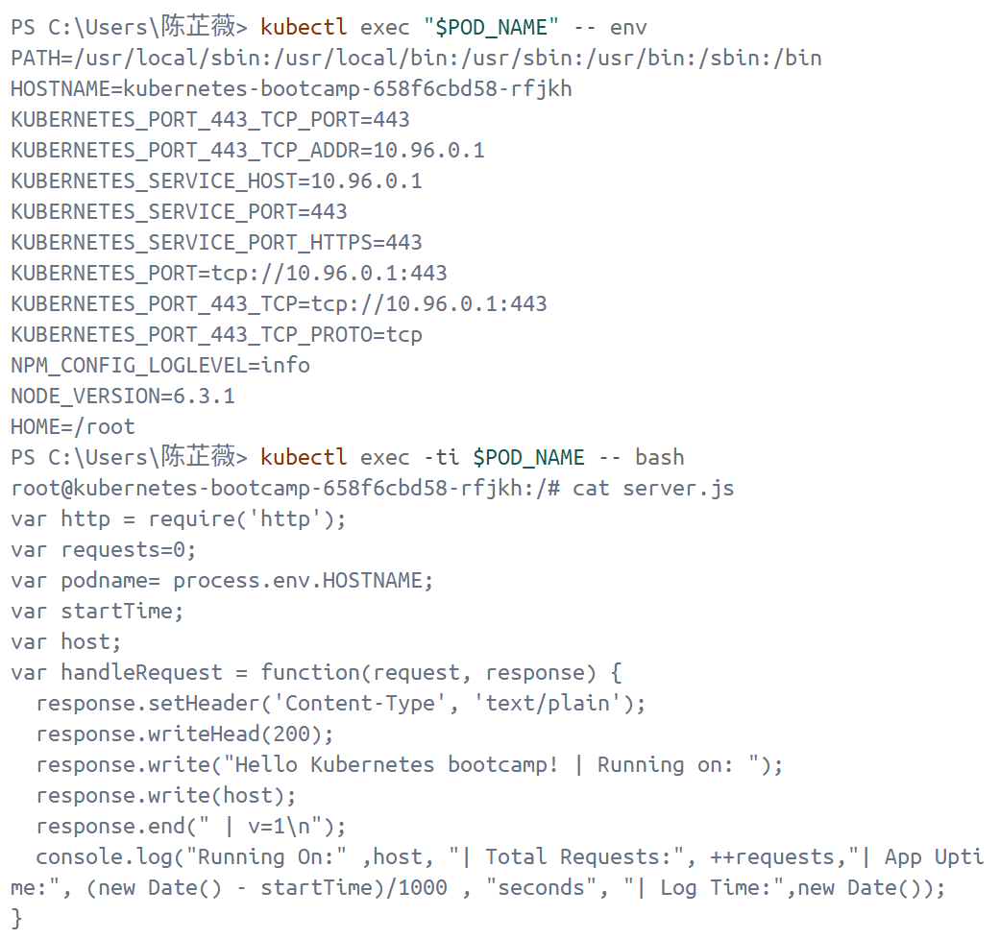 PS C:\Users\陈芷薇> kubectl exec "$POD_NAME" -- env
PATH=/usr/local/sbin:/usr/local/bin:/usr/sbin:/usr/bin:/sbin:/bin
HOSTNAME=kubernetes-bootcamp-658f6cbd58-rfjkh
KUBERNETES_PORT_443_TCP_PORT=443
KUBERNETES_PORT_443_TCP_ADDR=10.96.0.1
KUBERNETES_SERVICE_HOST=10.96.0.1
KUBERNETES_SERVICE_PORT=443
KUBERNETES_SERVICE_PORT_HTTPS=443
KUBERNETES_PORT=tcp://10.96.0.1:443
KUBERNETES_PORT_443_TCP=tcp://10.96.0.1:443
KUBERNETES_PORT_443_TCP_PROTO=tcp
NPM_CONFIG_LOGLEVEL=info
NODE_VERSION=6.3.1
HOME=/root
PS C:\Users\陈芷薇> kubectl exec -ti $POD_NAME -- bash
root@kubernetes-bootcamp-658f6cbd58-rfjkh:/# cat server.js
var http = require('http');
var requests=0;
var podname= process.env.HOSTNAME;
var startTime;
var host;
var handleRequest = function(request, response) {
  response.setHeader('Content-Type', 'text/plain');
  response.writeHead(200);
  response.write("Hello Kubernetes bootcamp! | Running on: ");
  response.write(host);
  response.end(" | v=1\n");
  console.log("Running On:" ,host, "| Total Requests:", ++requests,"| App Upti
me:", (new Date() - startTime)/1000 , "seconds", "| Log Time:",new Date());
}